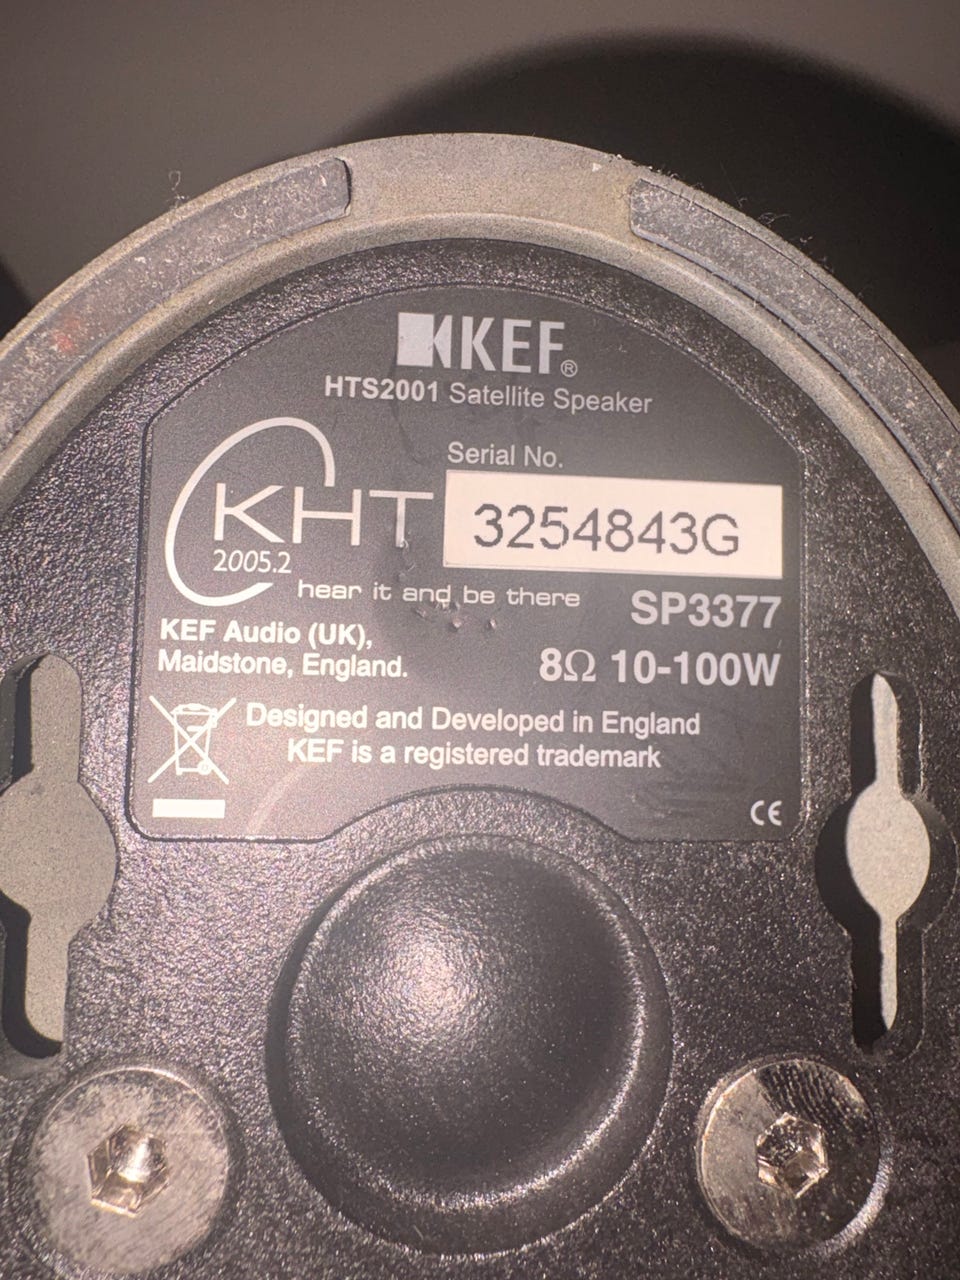 KEF®
HTS2001 Satellite Speaker
Serial No.
KHT
3254843G
2005.2
hear it and be there
SP3377
KEF Audio (UK),
Maidstone, England.
8Ω 10-100W
Designed and Developed in England
KEF is a registered trademark
CE